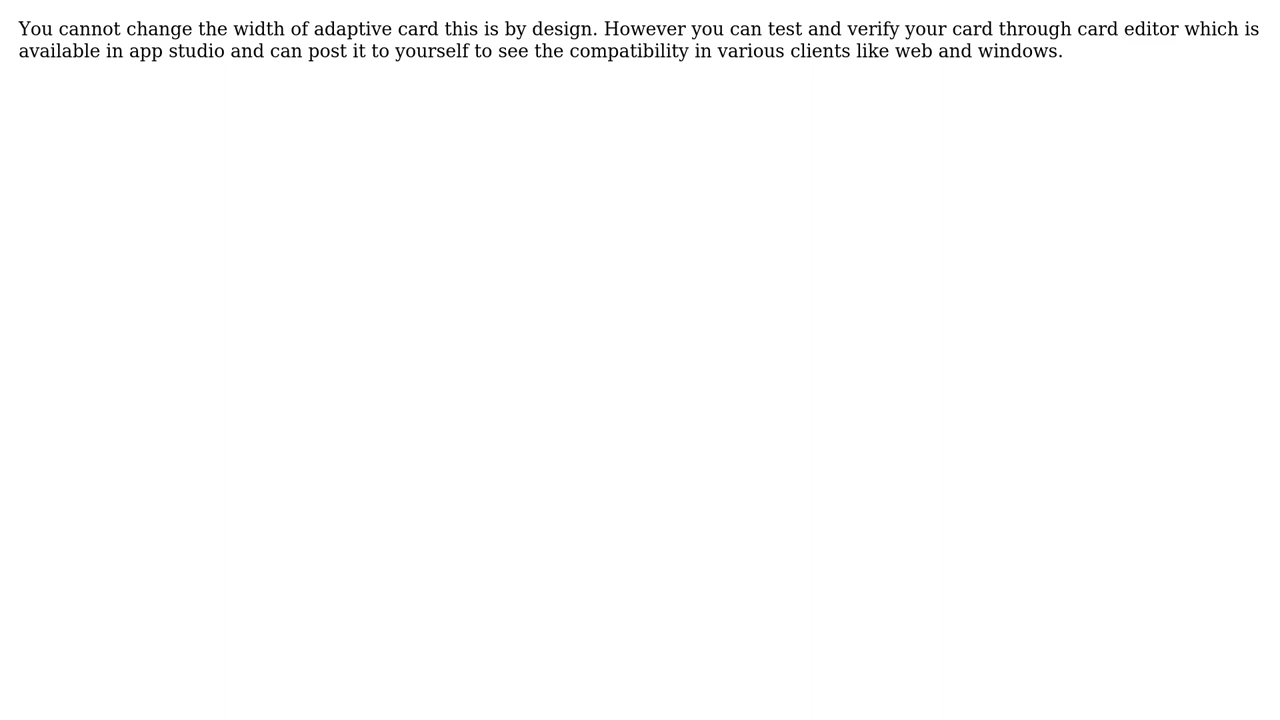 You cannot change the width of adaptive card this is by design. However you can test and verify your card through card editor which is
available in app studio and can post it to yourself to see the compatibility in various clients like web and windows.